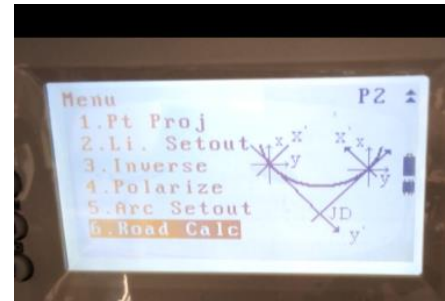 Menu P2
1.Pt Proj
2.Li. Setout
3.Inverse
4.Polarize
5.Arc Setout
6.Road Calc
x x' x' x
y y
JD
y'